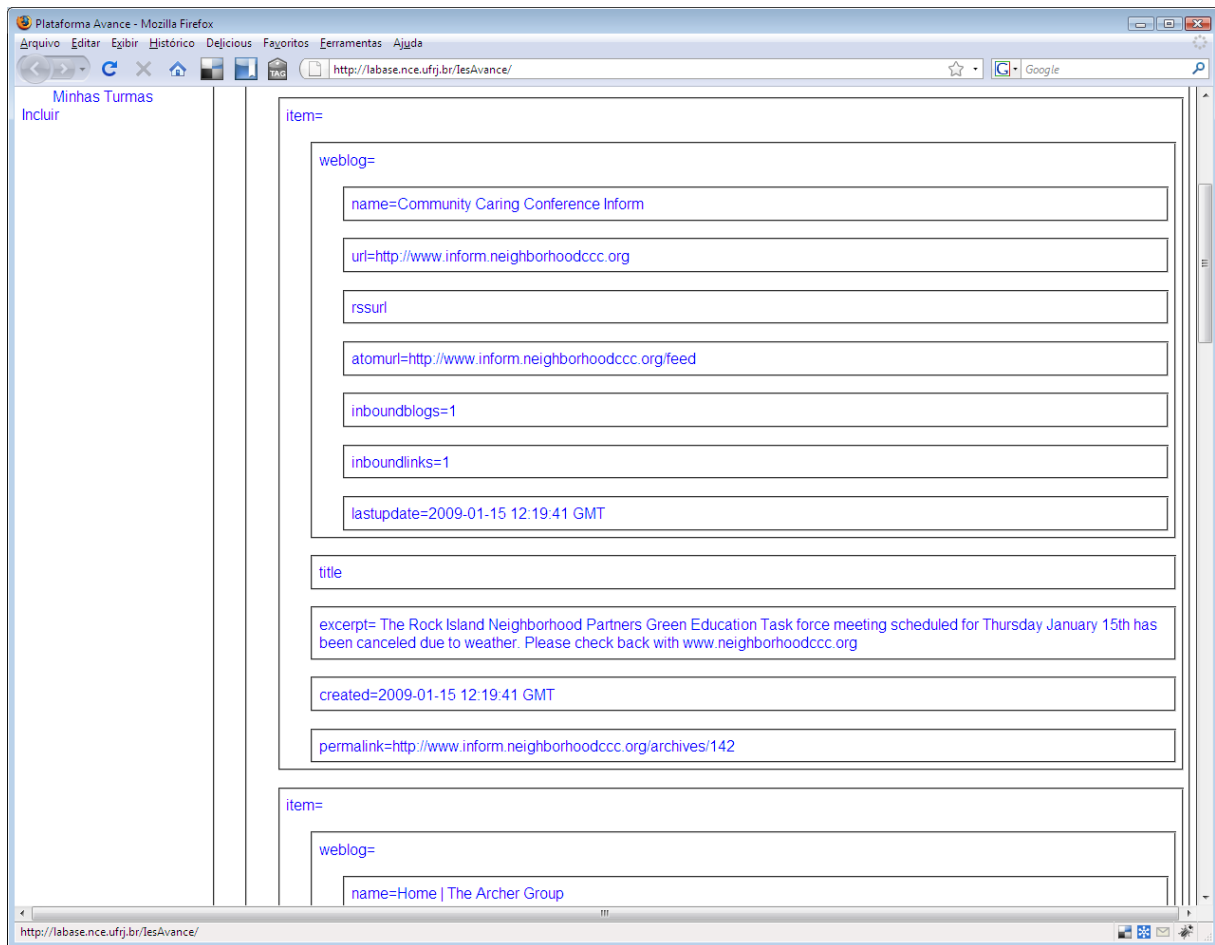 Plataforma Avance - Mozilla Firefox
Arquivo Editar Exibir Histórico Delicious Favoritos Ferramentas Ajuda
TAG http://labase.nce.ufrj.br/IesAvance/ G Google
Minhas Turmas
Incluir
item=
weblog=
name=Community Caring Conference Inform
url=http://www.inform.neighborhoodccc.org
rssurl
atomurl=http://www.inform.neighborhoodccc.org/feed
inboundblogs=1
inboundlinks=1
lastupdate=2009-01-15 12:19:41 GMT
title
excerpt= The Rock Island Neighborhood Partners Green Education Task force meeting scheduled for Thursday January 15th has
been canceled due to weather. Please check back with www.neighborhoodccc.org
created=2009-01-15 12:19:41 GMT
permalink=http://www.inform.neighborhoodccc.org/archives/142
item=
weblog=
name=Home | The Archer Group
http://labase.nce.ufrj.br/IesAvance/